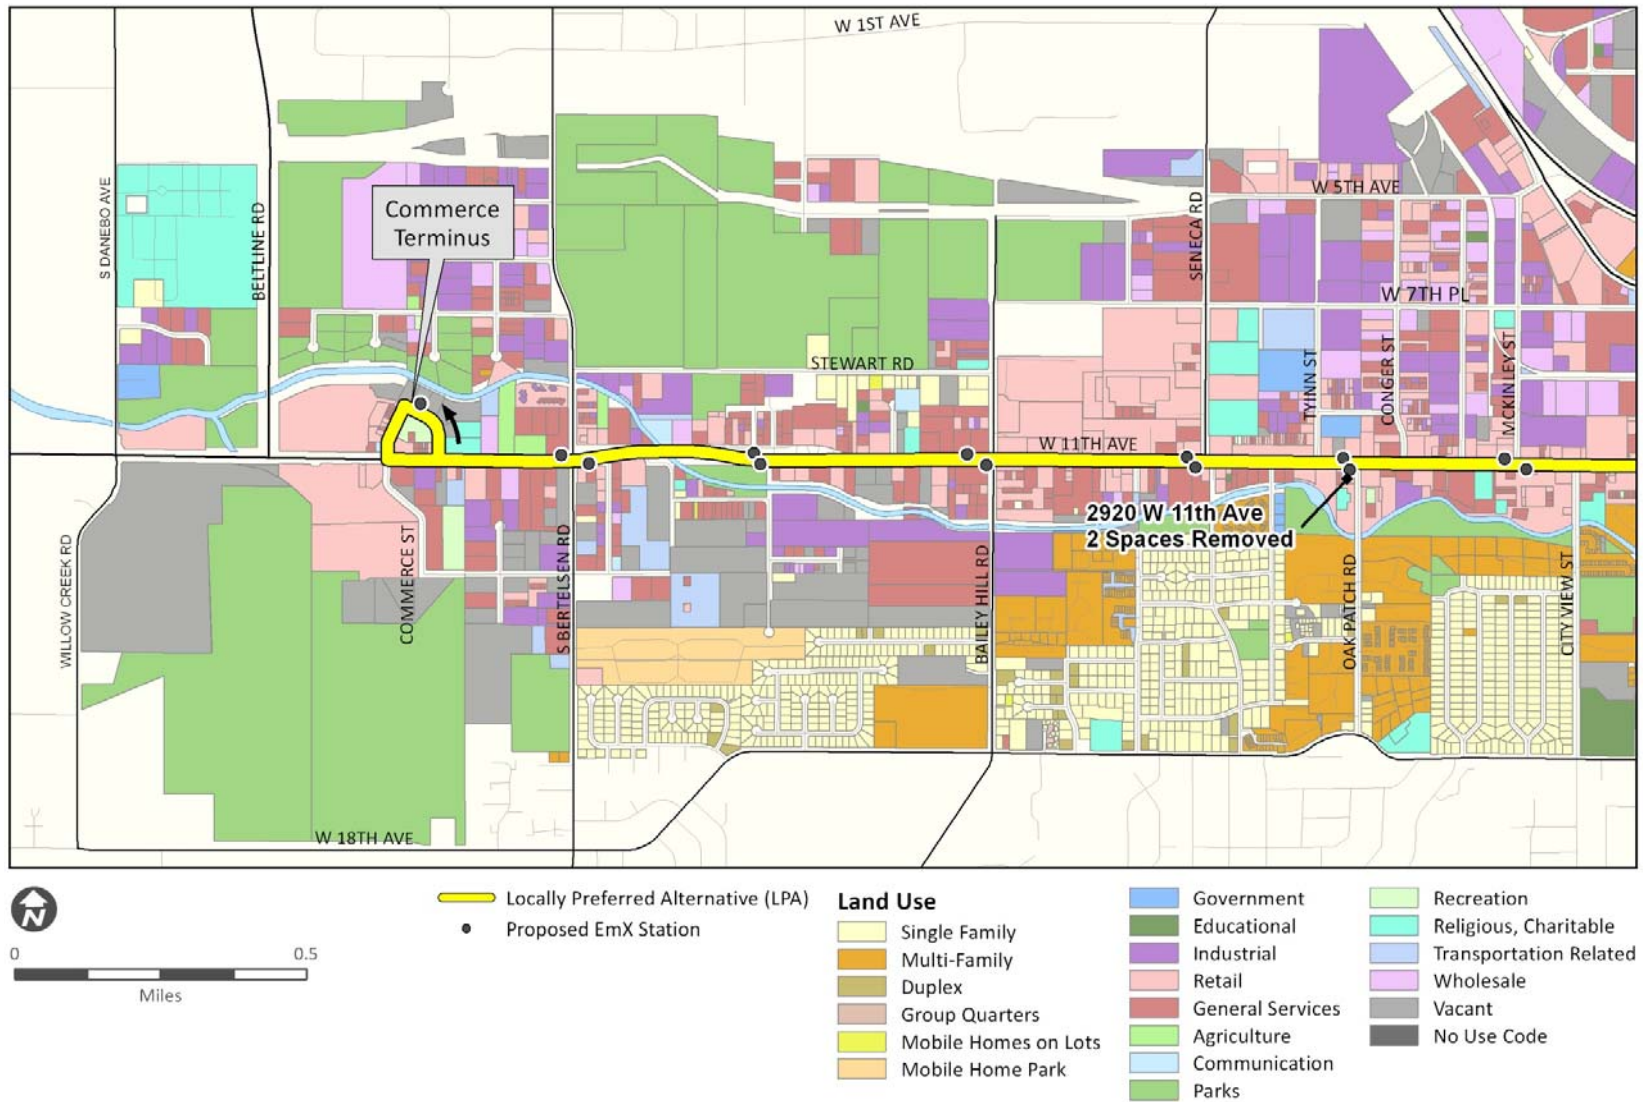 W 1ST AVE
S DANEBO AVE
BELTLINE RD
Commerce
Terminus
W 5TH AVE
SENECA RD
W 7TH PL
STEWART RD
TYINN ST
CONGER ST
MCKINLEY ST
W 11TH AVE
2920 W 11th Ave
2 Spaces Removed
WILLOW CREEK RD
COMMERCE ST
S BERTELSEN RD
BAILEY HILL RD
OAK PATCH RD
CITY VIEW ST
W 18TH AVE
N
0 0.5
Miles
Locally Preferred Alternative (LPA)
Proposed EmX Station
Land Use
Single Family
Multi-Family
Duplex
Group Quarters
Mobile Homes on Lots
Mobile Home Park
Government
Educational
Industrial
Retail
General Services
Agriculture
Communication
Parks
Recreation
Religious, Charitable
Transportation Related
Wholesale
Vacant
No Use Code